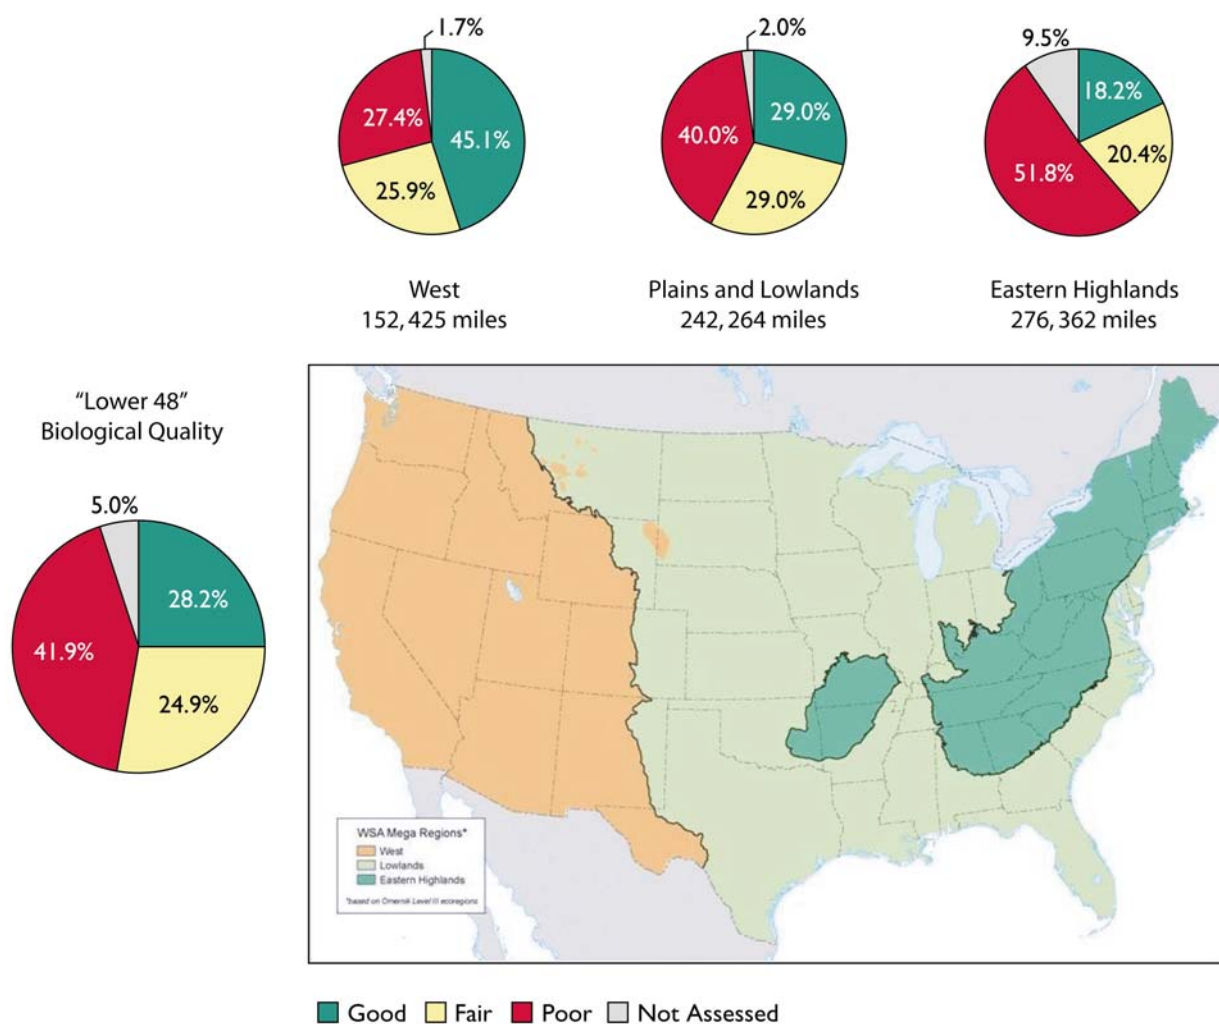 1.7%
27.4%
45.1%
25.9%
West
152,425 miles
2.0%
40.0%
29.0%
29.0%
Plains and Lowlands
242,264 miles
9.5%
18.2%
51.8%
20.4%
Eastern Highlands
276,362 miles
“Lower 48”
Biological Quality
5.0%
28.2%
41.9%
24.9%
WSA Mega Regions*
West
Lowlands
Eastern Highlands
*based on Omernik Level III ecoregions
Good Fair Poor Not Assessed